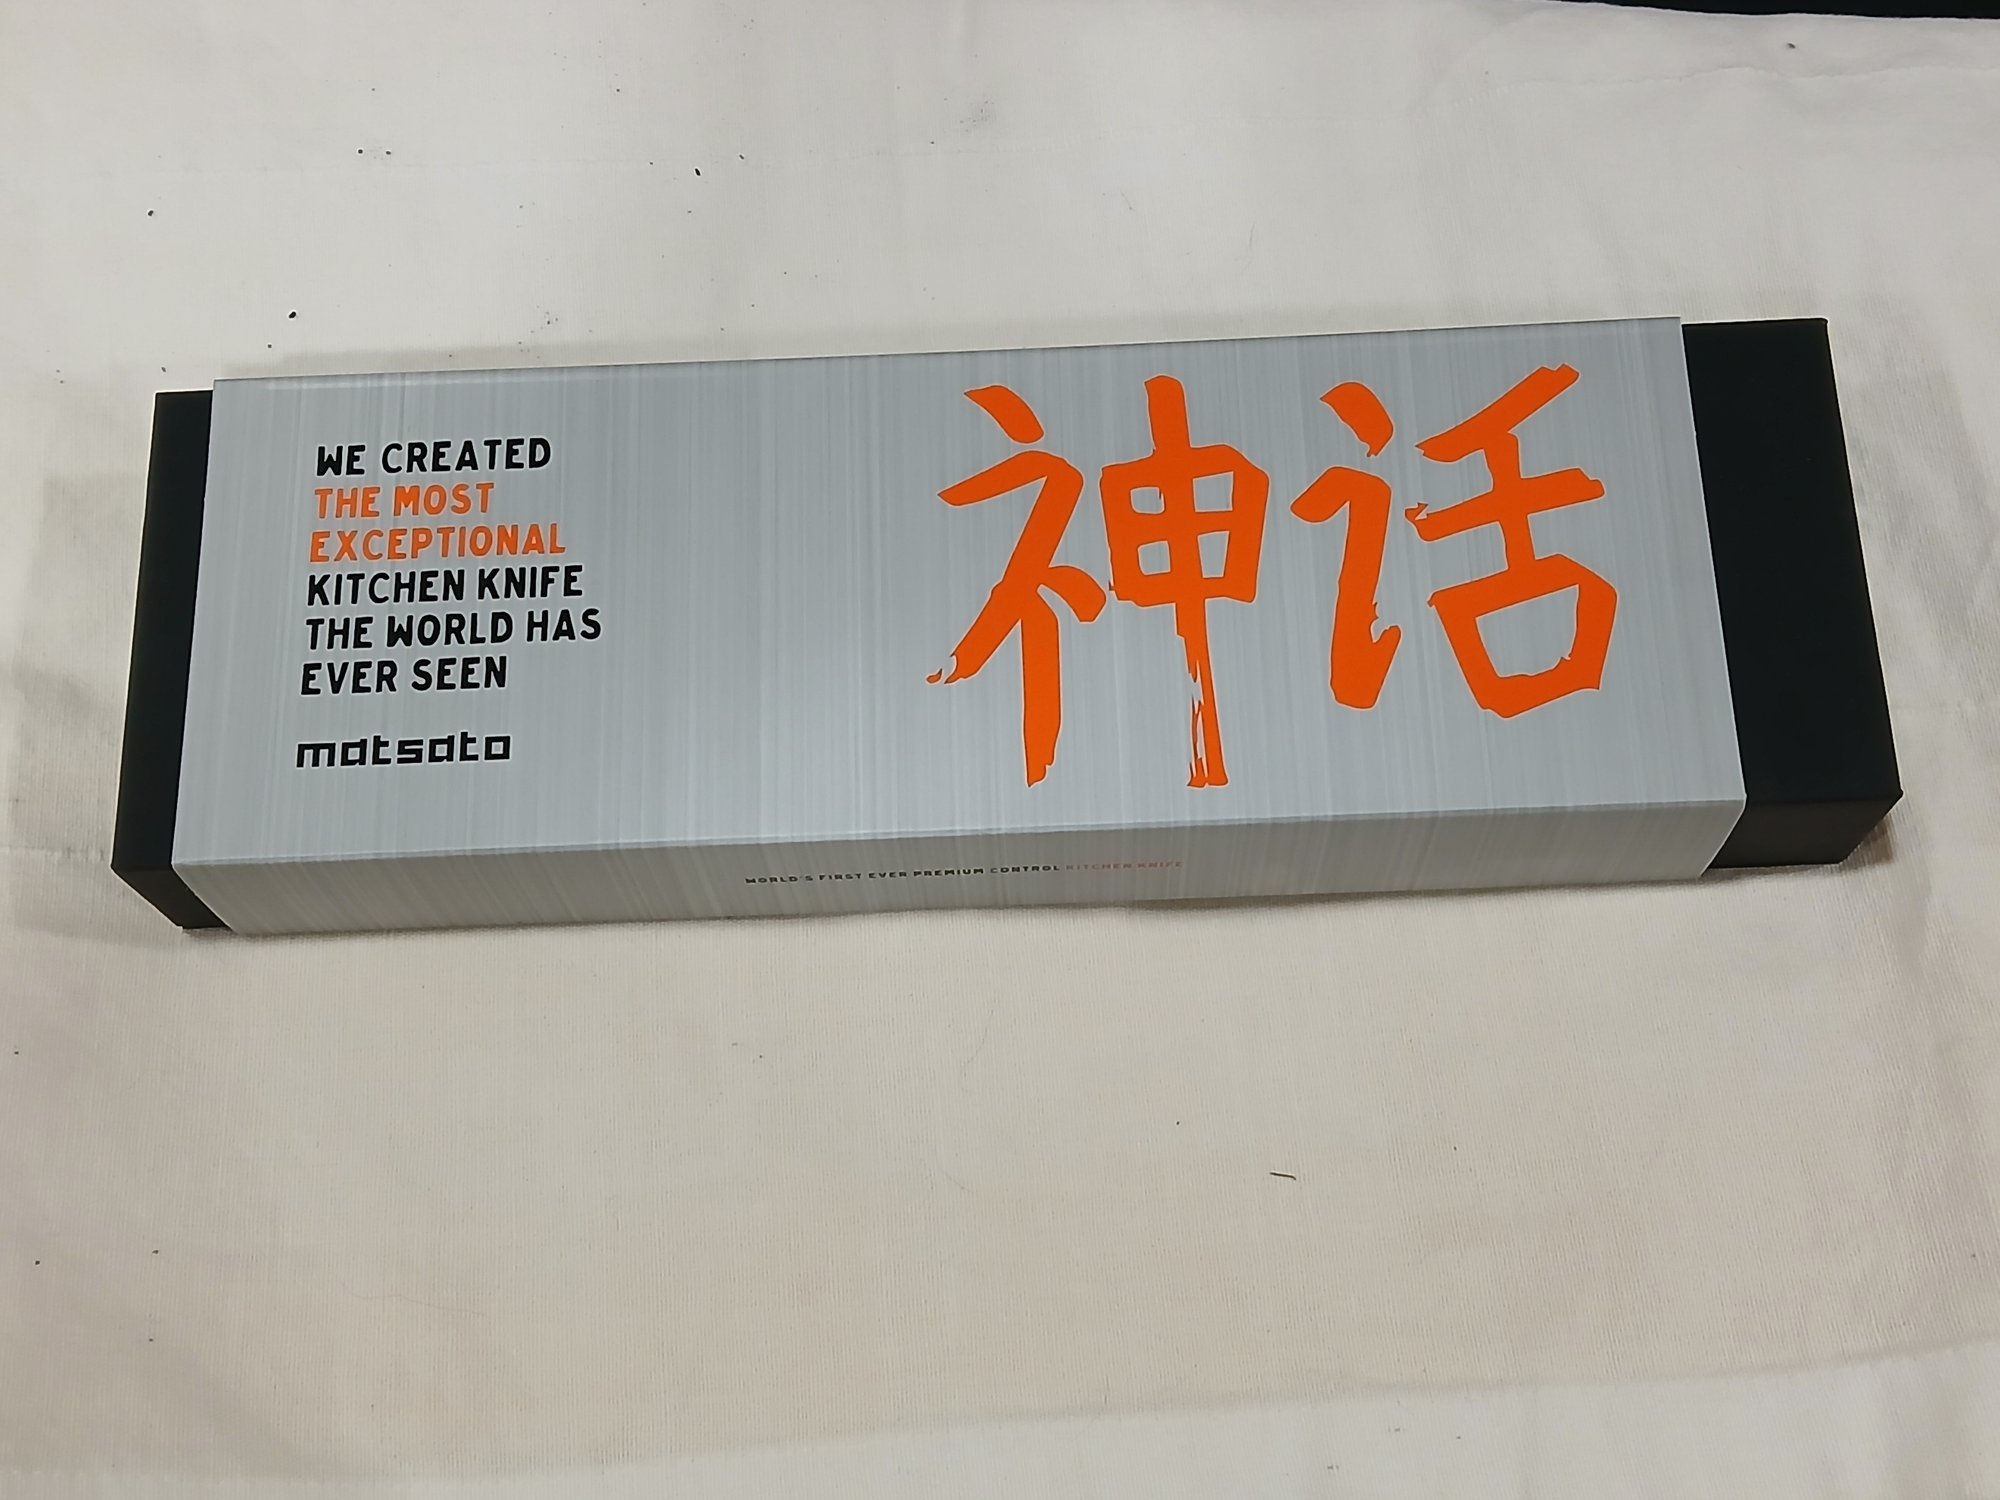 WE CREATED
THE MOST
EXCEPTIONAL
KITCHEN KNIFE
THE WORLD HAS
EVER SEEN
matsato
神话
WORLD'S FIRST EVER PREMIUM CONTROL KITCHEN KNIFE